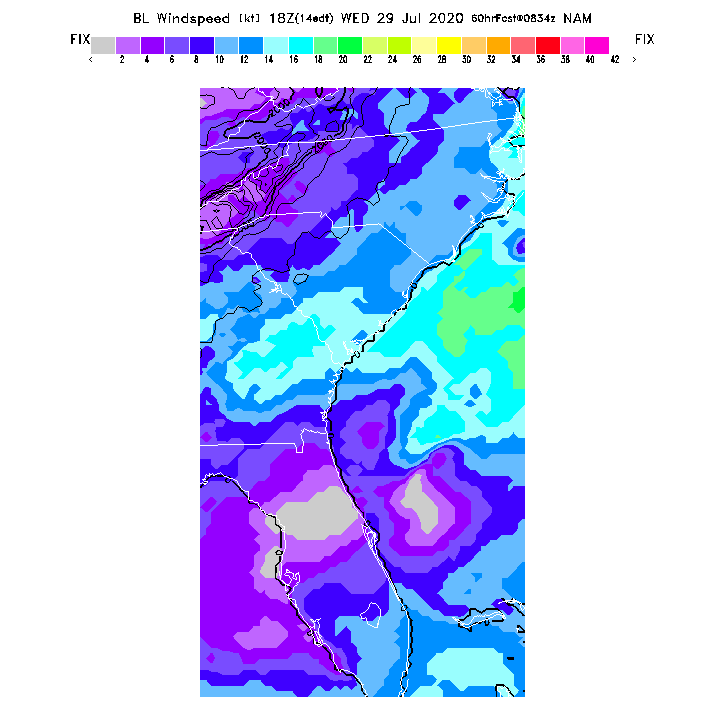 BL Windspeed [kt] 18Z(14edt) WED 29 Jul 2020 60hrFcst@0834z NAM
FIX FIX
< 2 4 6 8 10 12 14 16 18 20 22 24 25 28 30 32 34 36 38 40 42 >